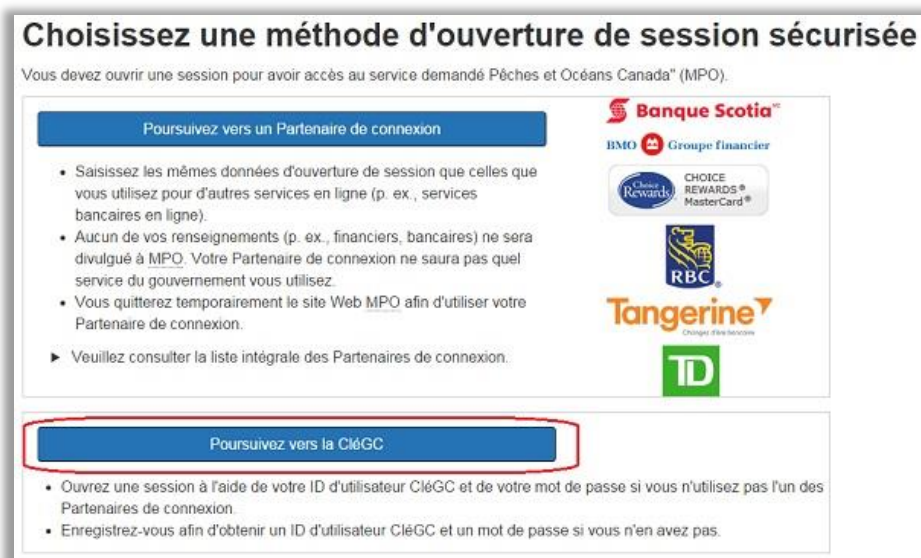 Choisissez une méthode d'ouverture de session sécurisée
Vous devez ouvrir une session pour avoir accès au service demandé Pêches et Océans Canada" (MPO).
Poursuivez vers un Partenaire de connexion
• Saisissez les mêmes données d'ouverture de session que celles que
vous utilisez pour d'autres services en ligne (p. ex., services
bancaires en ligne).
• Aucun de vos renseignements (p. ex., financiers, bancaires) ne sera
divulgué à MPO. Votre Partenaire de connexion ne saura pas quel
service du gouvernement vous utilisez.
• Vous quitterez temporairement le site Web MPO afin d'utiliser votre
Partenaire de connexion.
► Veuillez consulter la liste intégrale des Partenaires de connexion.
Banque Scotia
BMO Groupe financier
Choice Rewards
CHOICE
REWARDS®
MasterCard®
RBC®
Tangerine
TD
Poursuivez vers la CléGC
• Ouvrez une session à l'aide de votre ID d'utilisateur CléGC et de votre mot de passe si vous n'utilisez pas l'un des
Partenaires de connexion.
• Enregistrez-vous afin d'obtenir un ID d'utilisateur CléGC et un mot de passe si vous n'en avez pas.